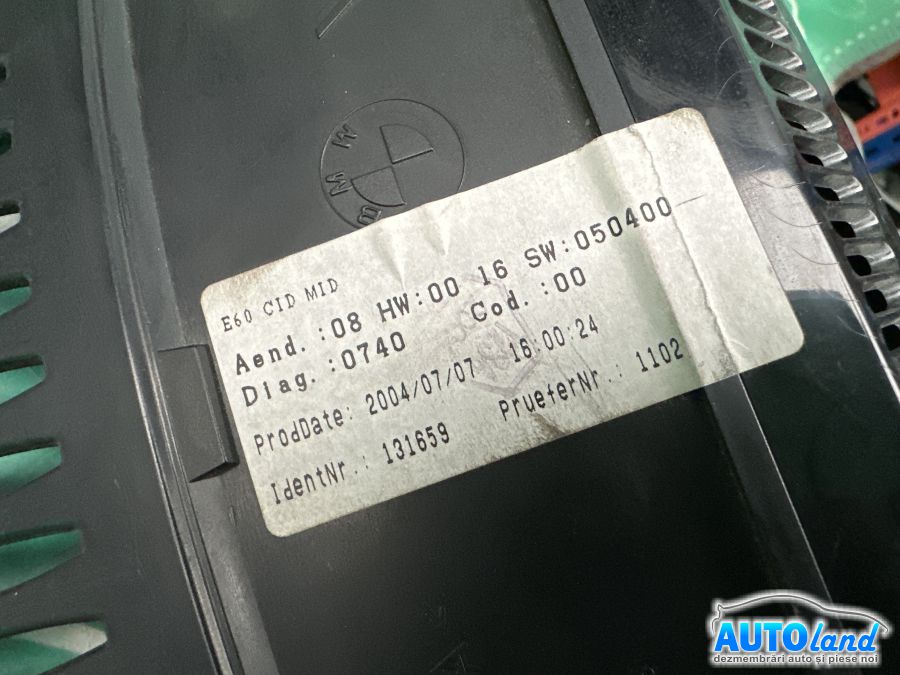 BMW
E60 CID MID
Aend.:08 HW:00 16 SW:050400
Diag.:0740 Cod.:00
ProdDate: 2004/07/07 16:00:24
IdentNr.: 131659 PrueferNr.: 1102
AUTOland
dezmembrări auto și piese noi